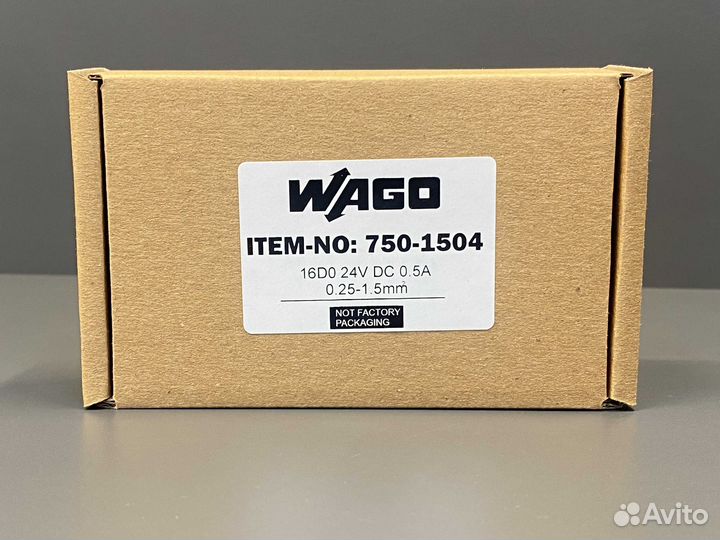 WAGO
ITEM-NO: 750-1504
16D0 24V DC 0.5A
0.25-1.5mm
NOT FACTORY
PACKAGING
Avito